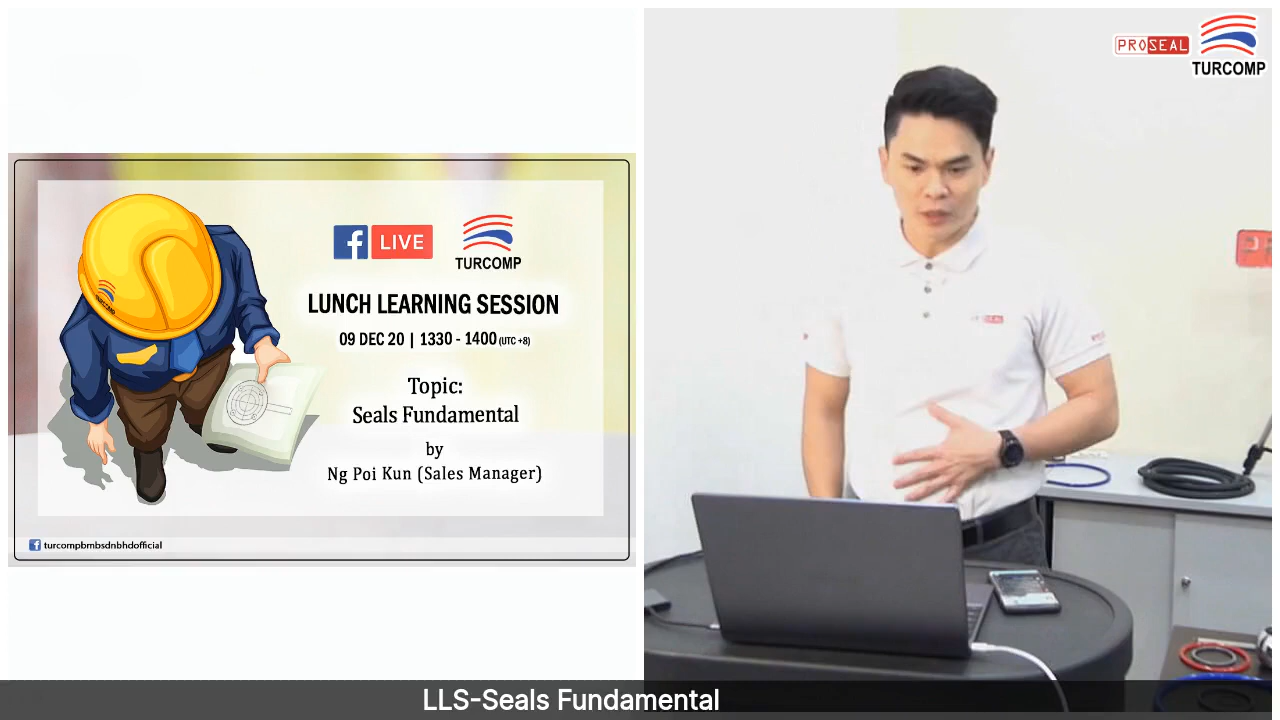 LIVE
TURCOMP
LUNCH LEARNING SESSION
09 DEC 20 | 1330 - 1400 (UTC +8)
Topic:
Seals Fundamental
by
Ng Poi Kun (Sales Manager)
turcompbmbsdnbhdofficial
TURCOMP
PROSEAL
TURCOMP
LLS-Seals Fundamental